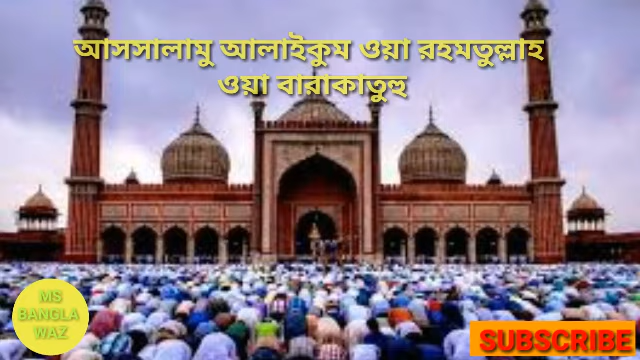 আসসালামু আলাইকুম ওয়া রহমতুল্লাহ
ওয়া বারাকাতুহু
MS
BANGLA
WAZ
SUBSCRIBE